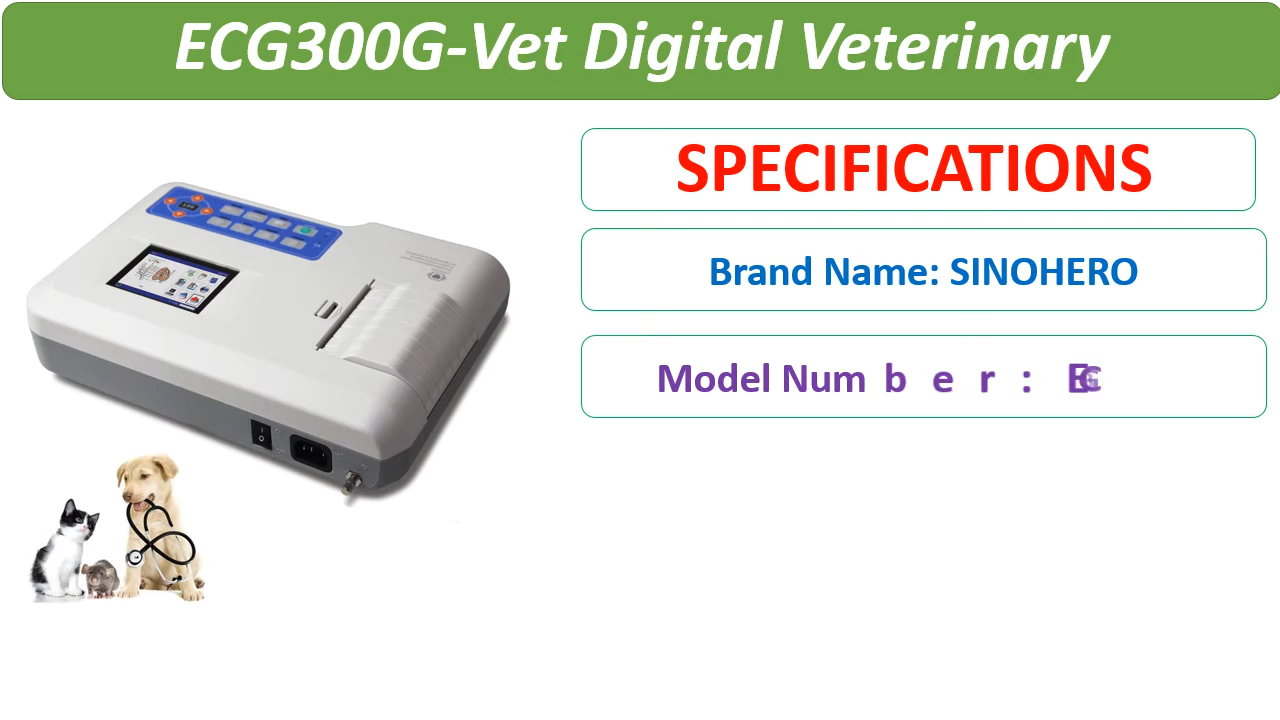 ECG300G-Vet Digital Veterinary
SPECIFICATIONS
Brand Name: SINOHERO
Model Number: